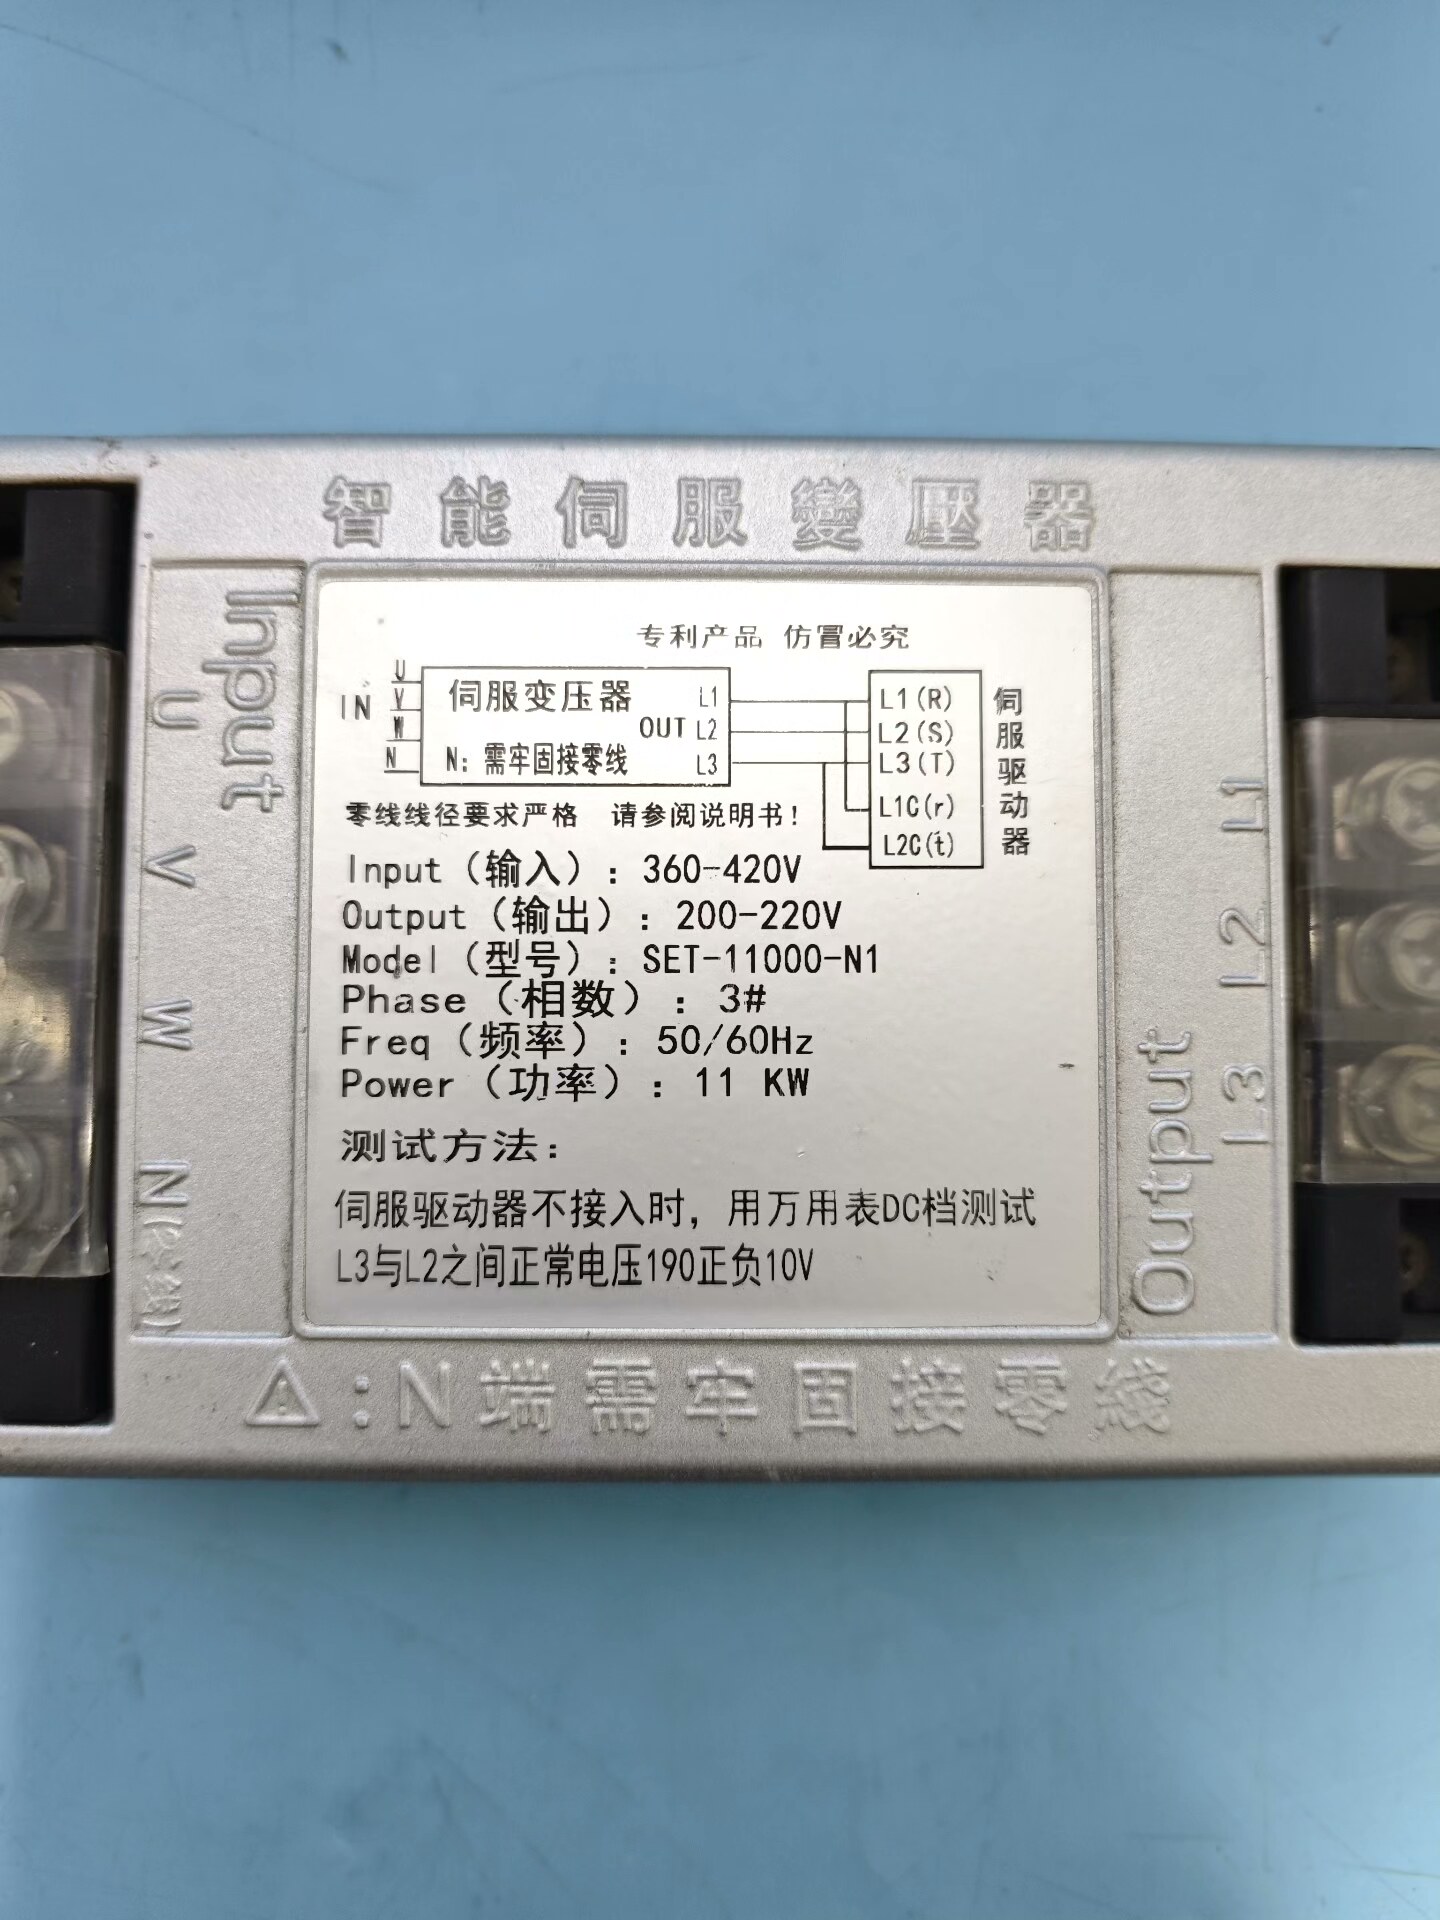 智能伺服變壓器
Input
U
V
W
N(零线)
专利产品 仿冒必究
IN
U
V
W
N
伺服变压器
N: 需牢固接零线
OUT
L1
L2
L3
L1(R)
L2(S)
L3(T)
L1C(r)
L2C(t)
伺服驱动器
零线线径要求严格 请参阅说明书!
Input (输入): 360-420V
Output (输出): 200-220V
Model (型号): SET-11000-N1
Phase (相数): 3#
Freq (频率): 50/60Hz
Power (功率): 11 KW
测试方法:
伺服驱动器不接入时, 用万用表DC档测试
L3与L2之间正常电压190正负10V
L1
L2
L3
Output
⚠:N端需牢固接零綫